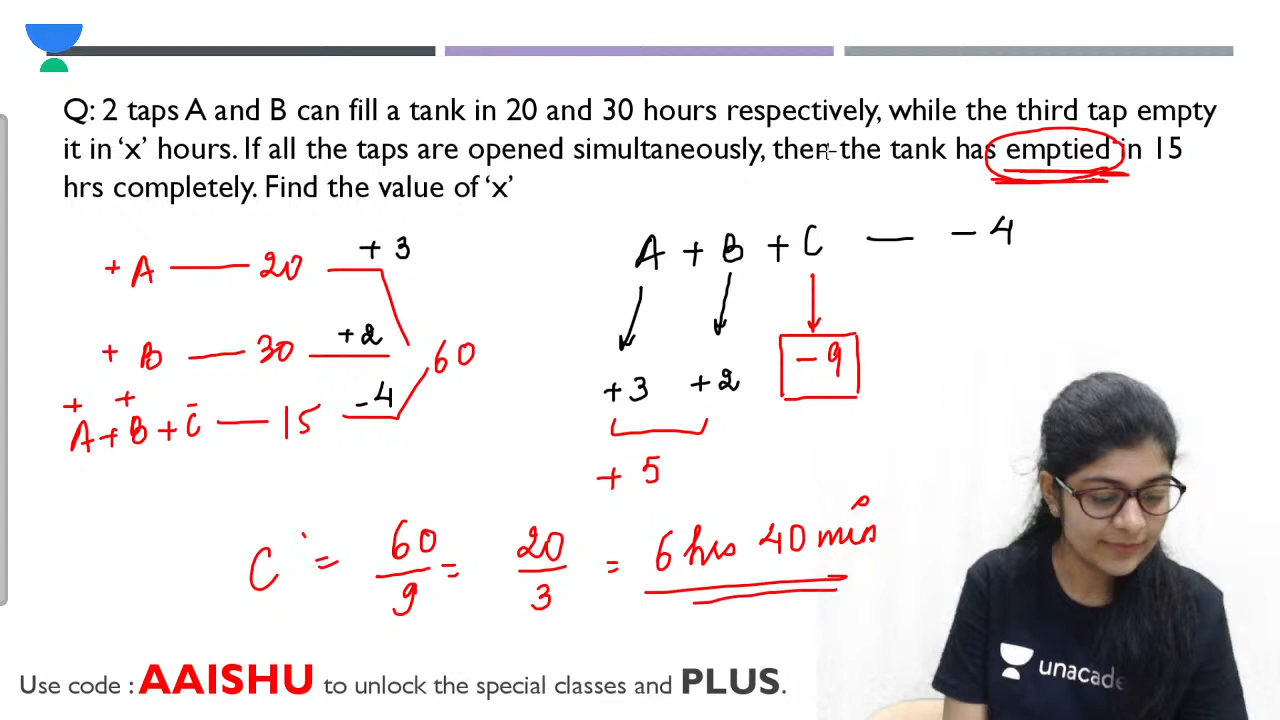 Q: 2 taps A and B can fill a tank in 20 and 30 hours respectively, while the third tap empty
it in ‘x’ hours. If all the taps are opened simultaneously, then the tank has emptied in 15
hrs completely. Find the value of ‘x’
+ A — 20 + 3
+ B — 30 +2 60
+ + -
A + B + C — 15 -4
A + B + C — - 4
+3 +2 - 9
+ 5
C = 60/9 = 20/3 = 6 hrs 40 min
unacade
Use code : AAISHU to unlock the special classes and PLUS.